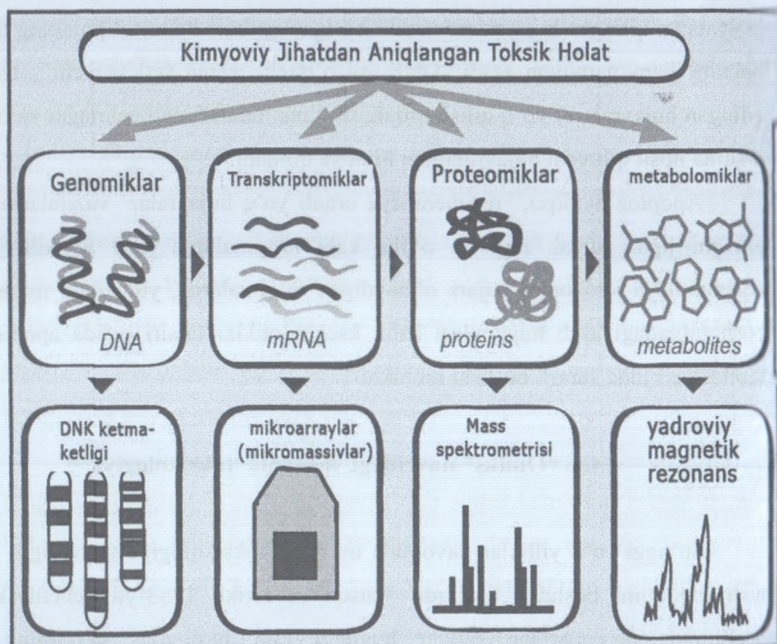 Kimyoviy Jihatdan Aniqlangan Toksik Holat
Genomiklar
DNA
Transkriptomiklar
mRNA
Proteomiklar
proteins
metabolomiklar
metabolites
DNK ketma-
ketligi
mikroarraylar
(mikromassivlar)
Mass
spektrometrisi
yadroviy
magnetik
rezonans